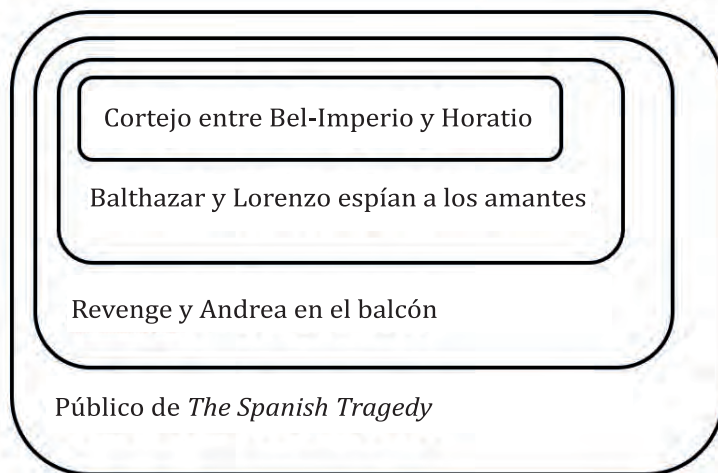 Cortejo entre Bel-Imperio y Horatio
Balthazar y Lorenzo espían a los amantes
Revenge y Andrea en el balcón
Público de The Spanish Tragedy